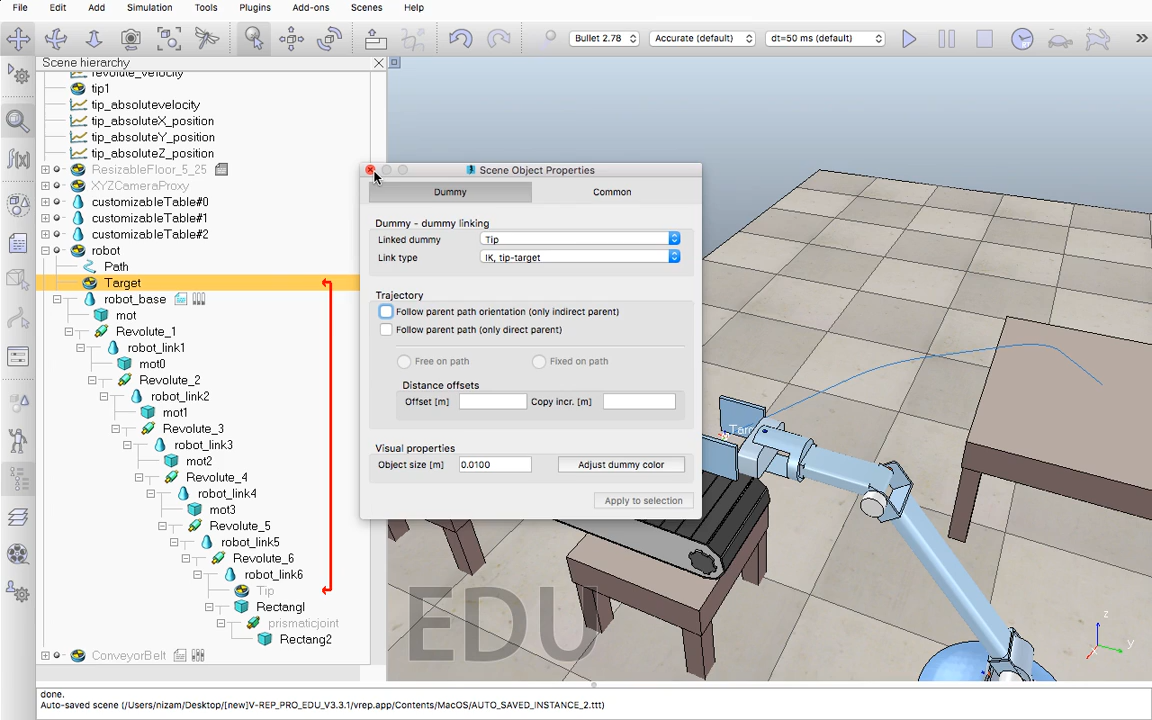 File Edit Add Simulation Tools Plugins Add-ons Scenes Help
Bullet 2.78 Accurate (default) dt=50 ms (default) »
Scene hierarchy
revolute_velocity
tip1
tip_absolutevelocity
tip_absoluteX_position
tip_absoluteY_position
tip_absoluteZ_position
ResizableFloor_5_25
XYZCameraProxy
customizableTable#0
customizableTable#1
customizableTable#2
robot
Path
Target
robot_base
mot
Revolute_1
robot_link1
mot0
Revolute_2
robot_link2
mot1
Revolute_3
robot_link3
mot2
Revolute_4
robot_link4
mot3
Revolute_5
robot_link5
Revolute_6
robot_link6
Tip
Rectangl
prismaticjoint
Rectang2
ConveyorBelt
Scene Object Properties
Dummy Common
Dummy - dummy linking
Linked dummy Tip
Link type IK, tip-target
Trajectory
Follow parent path orientation (only indirect parent)
Follow parent path (only direct parent)
Free on path Fixed on path
Distance offsets
Offset [m] Copy incr. [m]
Visual properties
Object size [m] 0.0100 Adjust dummy color
Apply to selection
EDU
z
y
x
done.
Auto-saved scene (/Users/nizam/Desktop/[new]V-REP_PRO_EDU_V3.3.1/vrep.app/Contents/MacOS/AUTO_SAVED_INSTANCE_2.ttt)